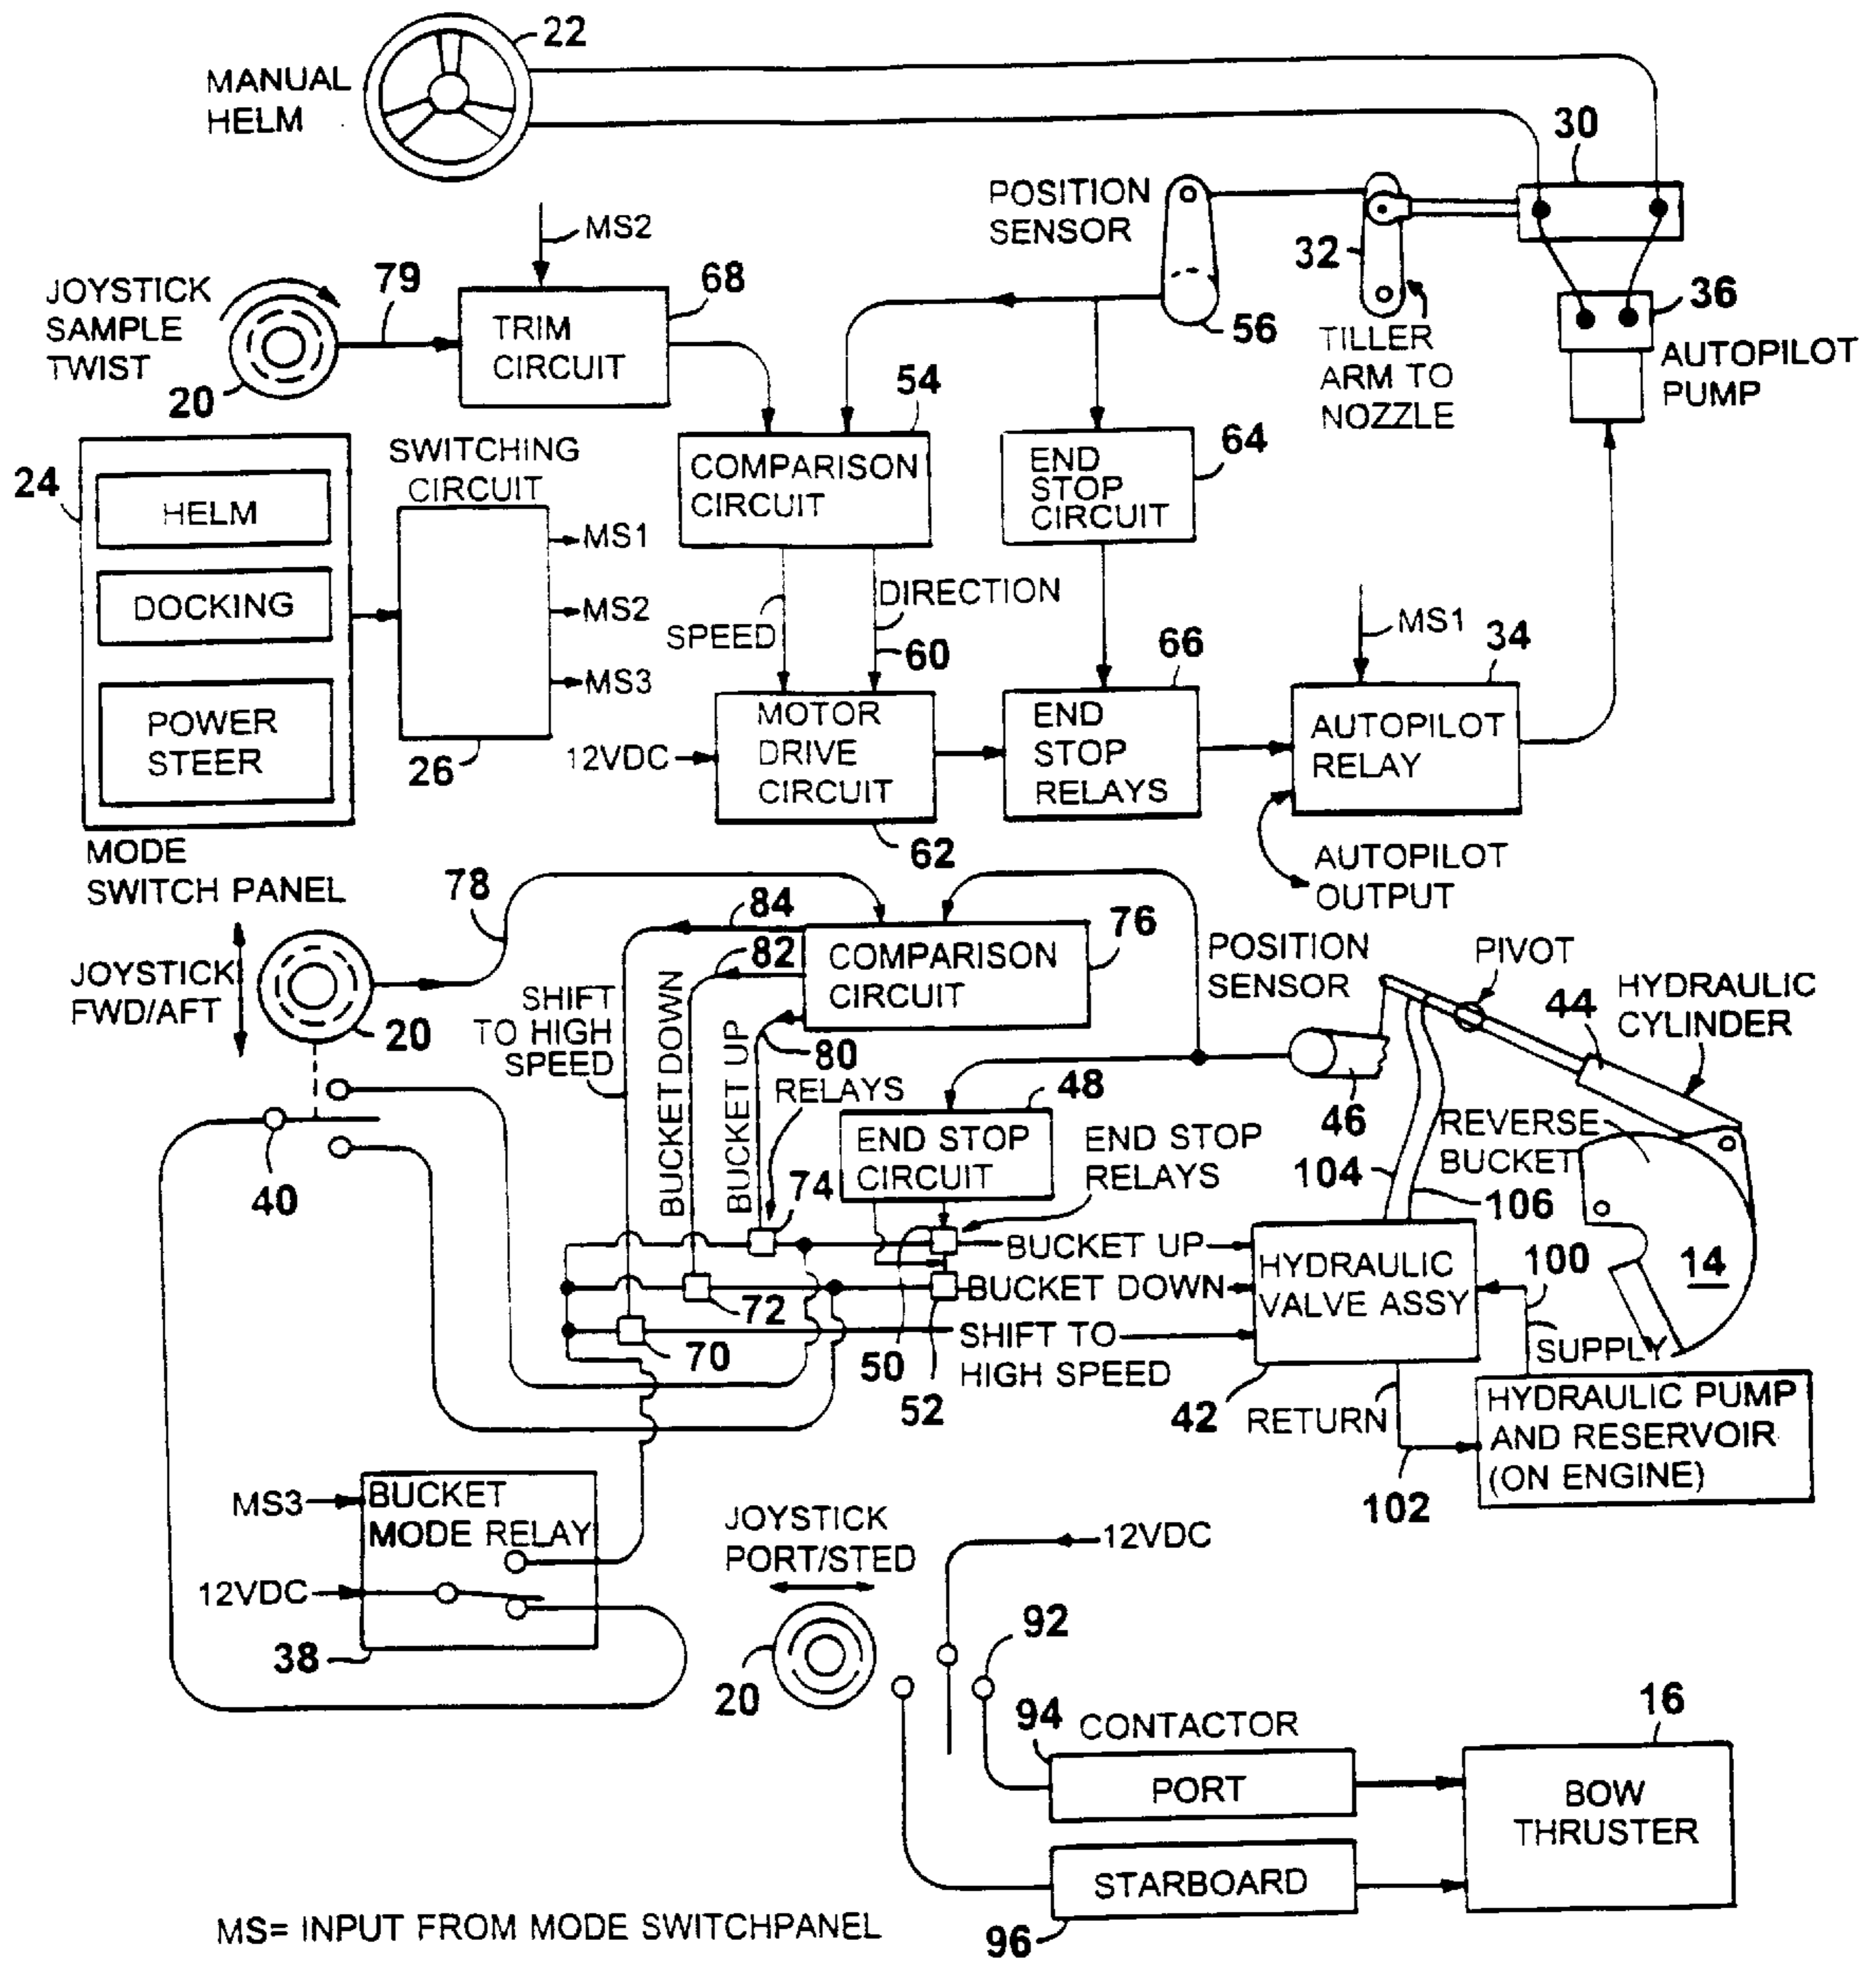 22
MANUAL
HELM
30
POSITION
SENSOR
MS2
32
79
68
36
JOYSTICK
SAMPLE
TWIST
TRIM
CIRCUIT
56
TILLER
ARM TO
NOZZLE
AUTOPILOT
PUMP
20
54
24
SWITCHING
CIRCUIT
64
HELM
COMPARISON
CIRCUIT
END
STOP
CIRCUIT
MS1
DOCKING
MS2
DIRECTION
SPEED
MS1
60
66
34
MS3
POWER
STEER
MOTOR
DRIVE
CIRCUIT
END
STOP
RELAYS
AUTOPILOT
RELAY
12VDC
26
62
MODE
SWITCH PANEL
AUTOPILOT
OUTPUT
78
84
76
POSITION
SENSOR
PIVOT
82
COMPARISON
CIRCUIT
JOYSTICK
FWD/AFT
44
HYDRAULIC
CYLINDER
SHIFT
TO HIGH
SPEED
BUCKET DOWN
BUCKET UP
20
80
RELAYS
48
46
REVERSE
BUCKET
END STOP
CIRCUIT
END STOP
RELAYS
104
40
74
106
BUCKET UP
14
100
HYDRAULIC
VALVE ASSY
BUCKET DOWN
72
70
50
SHIFT TO
HIGH SPEED
SUPPLY
52
42
RETURN
HYDRAULIC PUMP
AND RESERVOIR
(ON ENGINE)
102
MS3
BUCKET
MODE RELAY
JOYSTICK
PORT/STED
12VDC
12VDC
38
92
20
94
CONTACTOR
16
PORT
BOW
THRUSTER
STARBOARD
96
MS= INPUT FROM MODE SWITCHPANEL